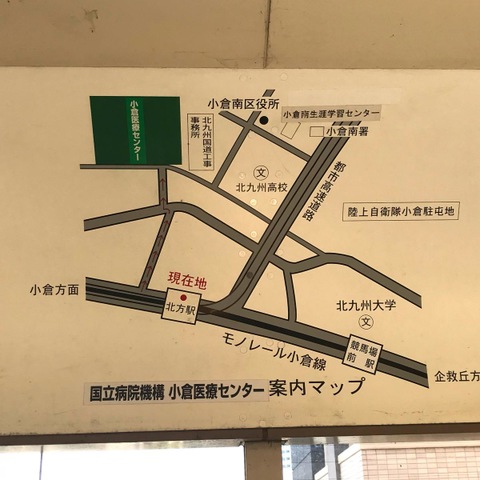 小倉南区役所
小倉南生涯学習センター
小倉南署
小倉医療センター
北九州国道工事
事務所
文
北九州高校
都市高速道路
陸上自衛隊小倉駐屯地
小倉方面
現在地
北方駅
北九州大学
文
競馬場
前 駅
モノレール小倉線
企救丘方
国立病院機構 小倉医療センター 案内マップ